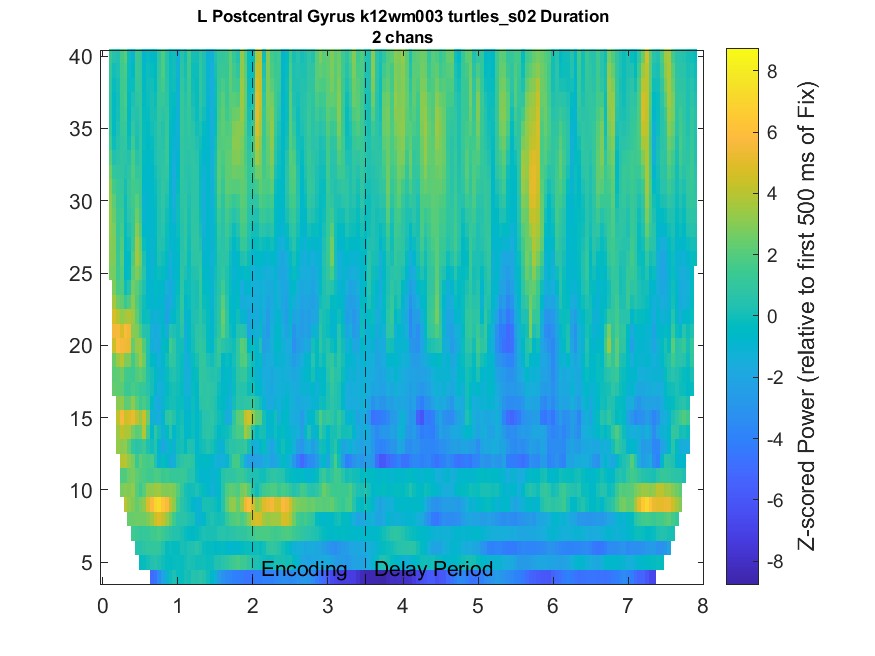 L Postcentral Gyrus k12wm003 turtles_s02 Duration
2 chans
40
35
30
25
20
15
10
5
Encoding
Delay Period
0 1 2 3 4 5 6 7 8
8
6
4
2
0
-2
-4
-6
-8
Z-scored Power (relative to first 500 ms of Fix)